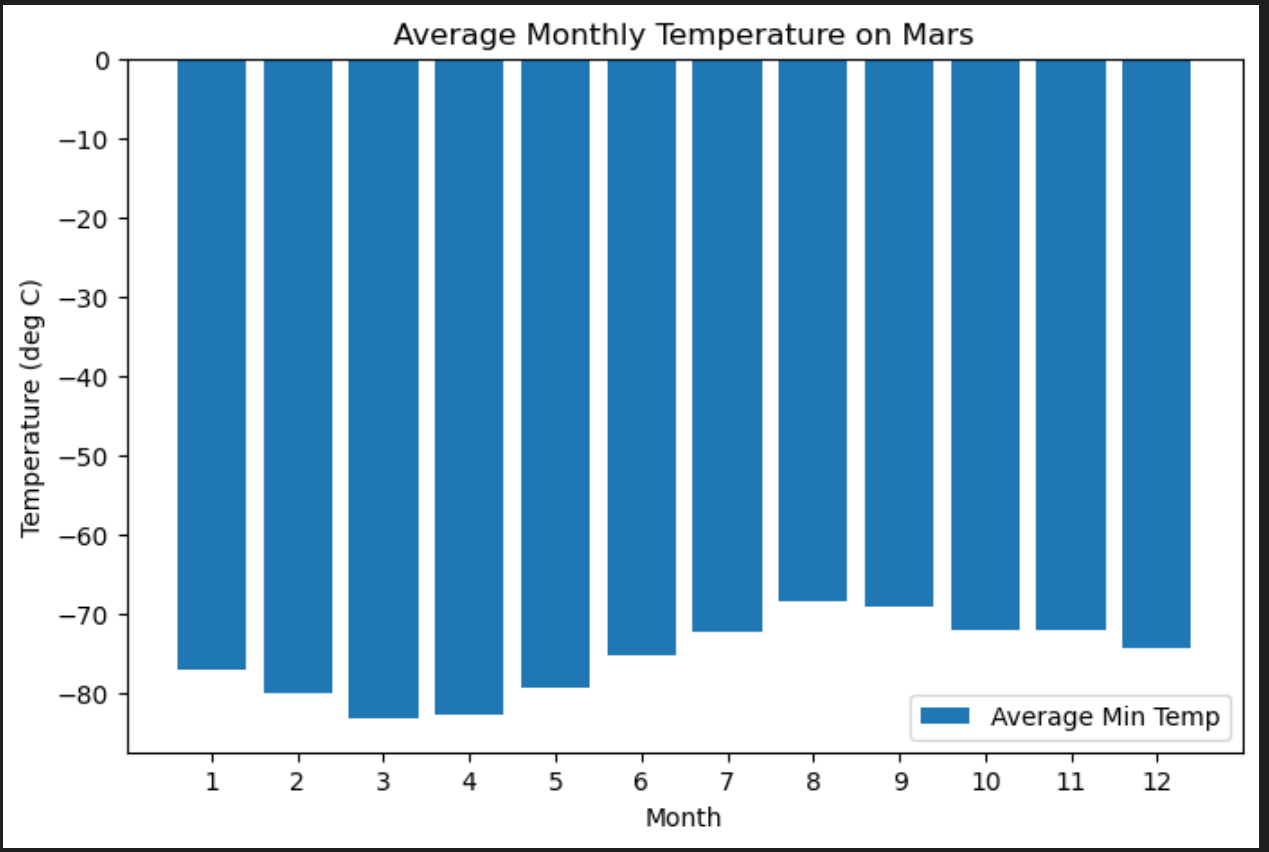 Average Monthly Temperature on Mars
0
−10
−20
−30
−40
−50
−60
−70
−80
Temperature (deg C)
Average Min Temp
1 2 3 4 5 6 7 8 9 10 11 12
Month